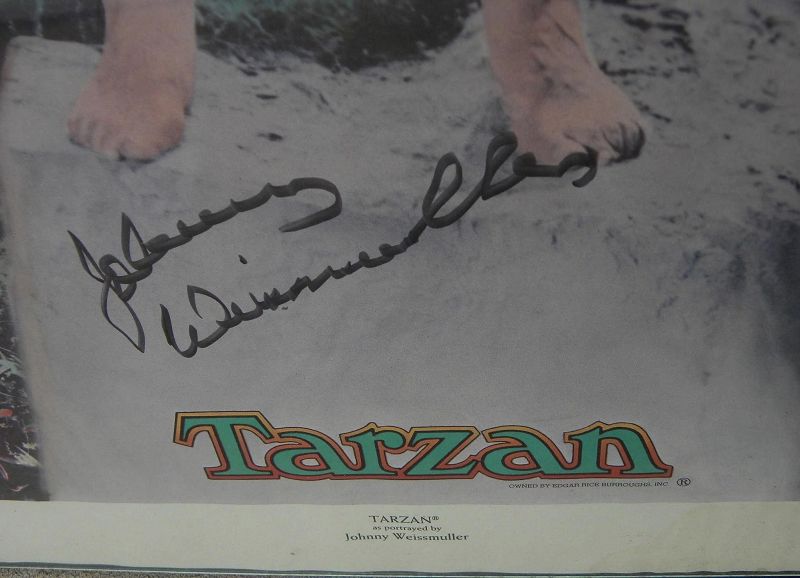 Johnny
Weissmuller
Tarzan
OWNED BY EDGAR RICE BURROUGHS, INC ®
TARZAN®
as portrayed by
Johnny Weissmuller